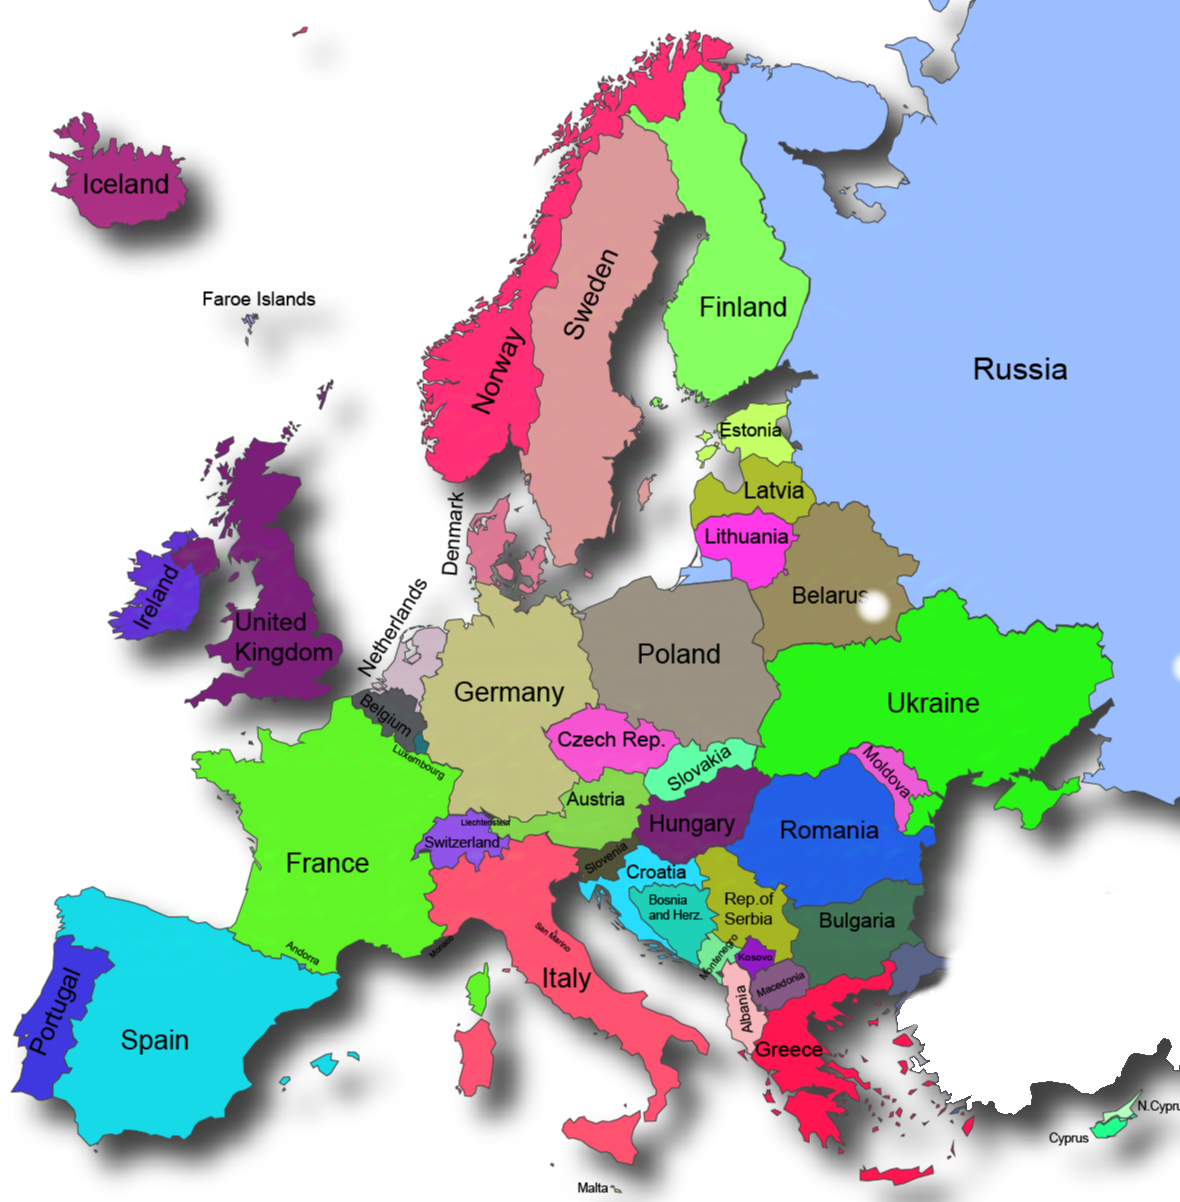 Iceland
Faroe Islands
Sweden
Finland
Norway
Russia
Estonia
Latvia
Lithuania
Denmark
Belarus
Ireland
United
Kingdom
Netherlands
Poland
Germany
Belgium
Ukraine
Czech Rep.
Luxembourg
Slovakia
Moldova
Austria
Liechtenstein
Switzerland
Hungary
Romania
France
Slovenia
Croatia
Bosnia
and Herz.
Rep.of
Serbia
Bulgaria
San Marino
Monaco
Andorra
Montenegro
Kosovo
Italy
Macedonia
Portugal
Albania
Spain
Greece
N.Cypru
Cyprus
Malta